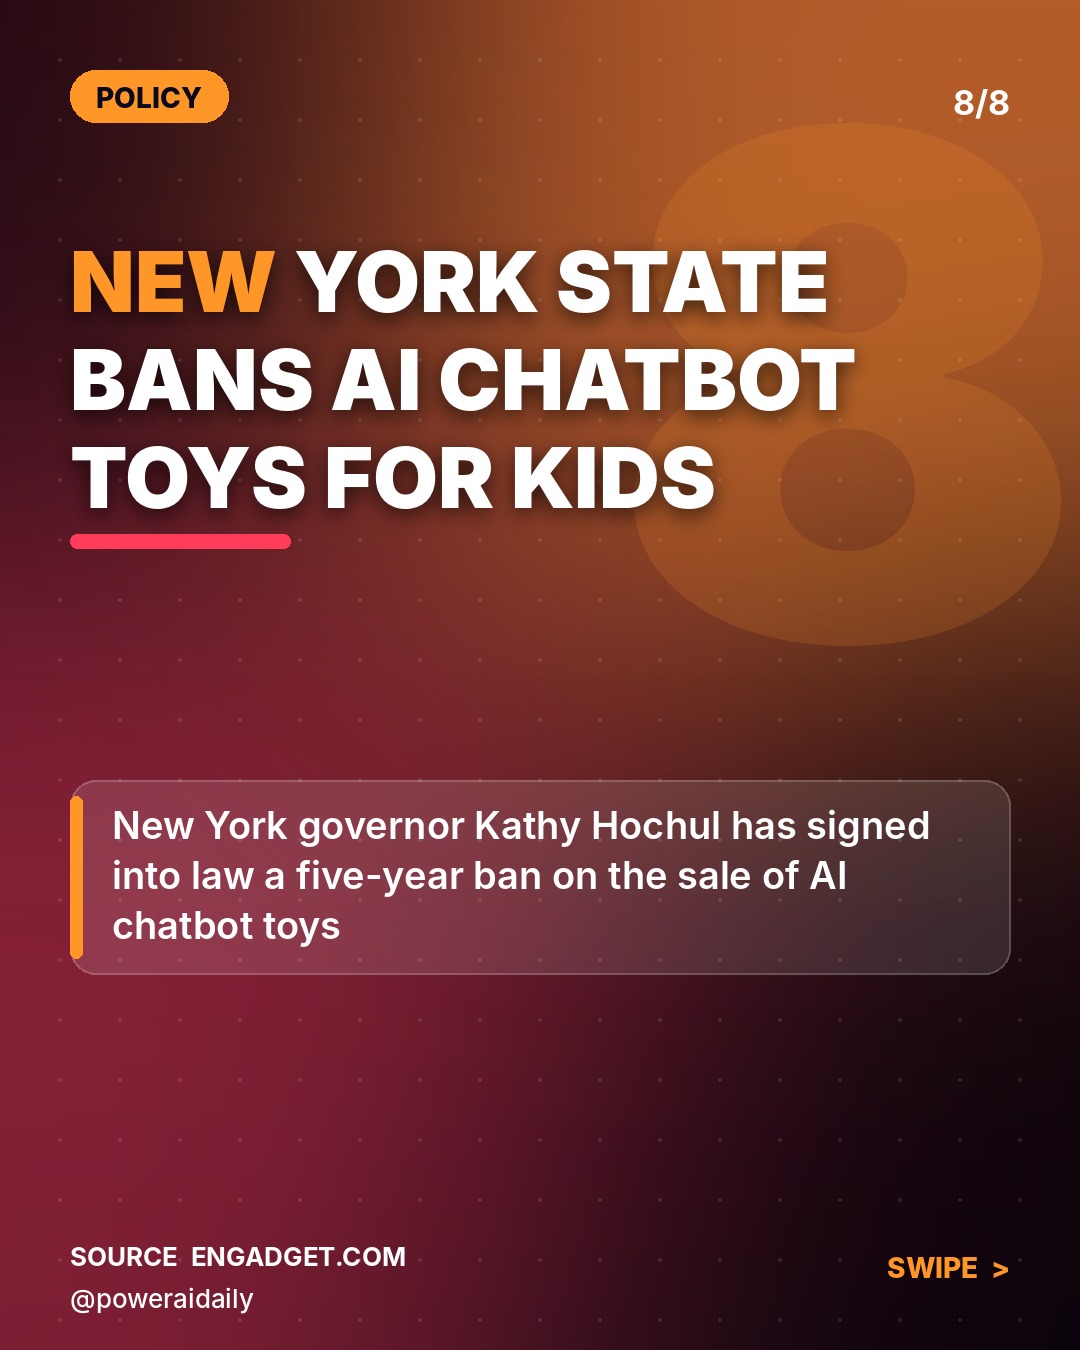 POLICY
8/8
8
NEW YORK STATE
BANS AI CHATBOT
TOYS FOR KIDS
New York governor Kathy Hochul has signed
into law a five-year ban on the sale of AI
chatbot toys
SOURCE ENGADGET.COM
@poweraidaily
SWIPE >